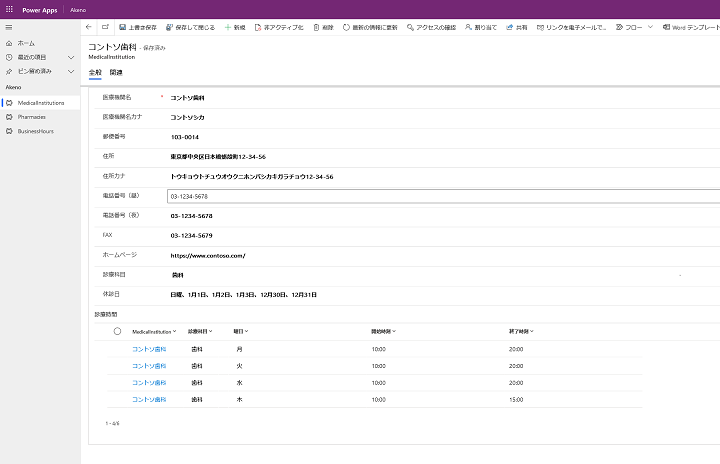 Power Apps | Akeno
上書き保存 保存して閉じる + 新規 非アクティブ化 削除 最新の情報に更新 アクセスの確認 割り当て 共有 リンクを電子メールで... フロー Word テンプレート
ホーム
最近の項目
ピン留め済み
Akeno
MedicalInstitutions
Pharmacies
BusinessHours
コントソ歯科 - 保存済み
MedicalInstitution
全般 関連
医療機関名 * コントソ歯科
医療機関名カナ コントソシカ
郵便番号 103-0014
住所 東京都中央区日本橋蛎殻町12-34-56
住所カナ トウキョウトチュウオウクニホンバシカキガラチョウ12-34-56
電話番号（昼） 03-1234-5678
電話番号（夜） 03-1234-5678
FAX 03-1234-5679
ホームページ https://www.contoso.com/
診療科目 歯科
休診日 日曜、1月1日、1月2日、1月3日、12月30日、12月31日
診療時間
MedicalInstitution 診療科目 曜日 開始時刻 終了時刻
コントソ歯科 歯科 月 10:00 20:00
コントソ歯科 歯科 火 10:00 20:00
コントソ歯科 歯科 水 10:00 20:00
コントソ歯科 歯科 木 10:00 15:00
1 - 4/6